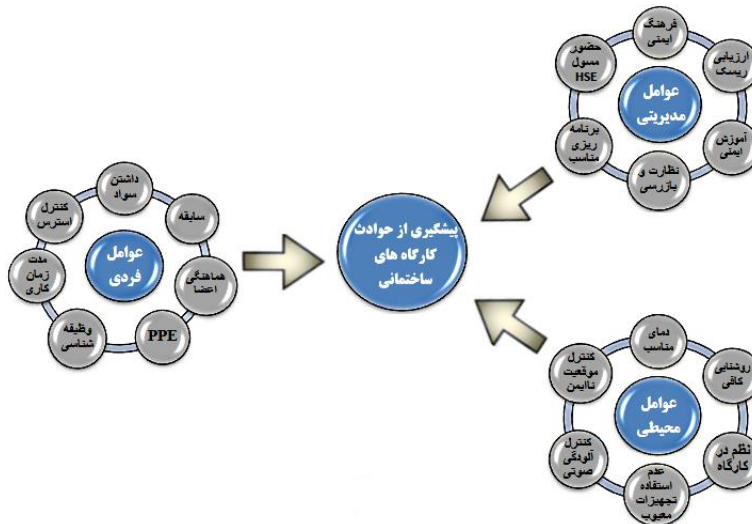 پیشگیری از حوادث
کارگاه های
ساختمانی
عوامل
مدیریتی
فرهنگ
ایمنی
ارزیابی
ریسک
آموزش
ایمنی
نظارت و
بازرسی
برنامه
ریزی
مناسب
حضور
مسول
HSE
عوامل
فردی
داشتن
سواد
سابقه
هماهنگی
اعضا
PPE
وظیفه
شناسی
مدت
زمان
کاری
کنترل
استرس
عوامل
محیطی
دمای
مناسب
روشنایی
کافی
نظم در
کارگاه
عدم
استفاده
تجهیزات
معیوب
کنترل
آلودگی
صوتی
کنترل
موقعیت
ناایمن